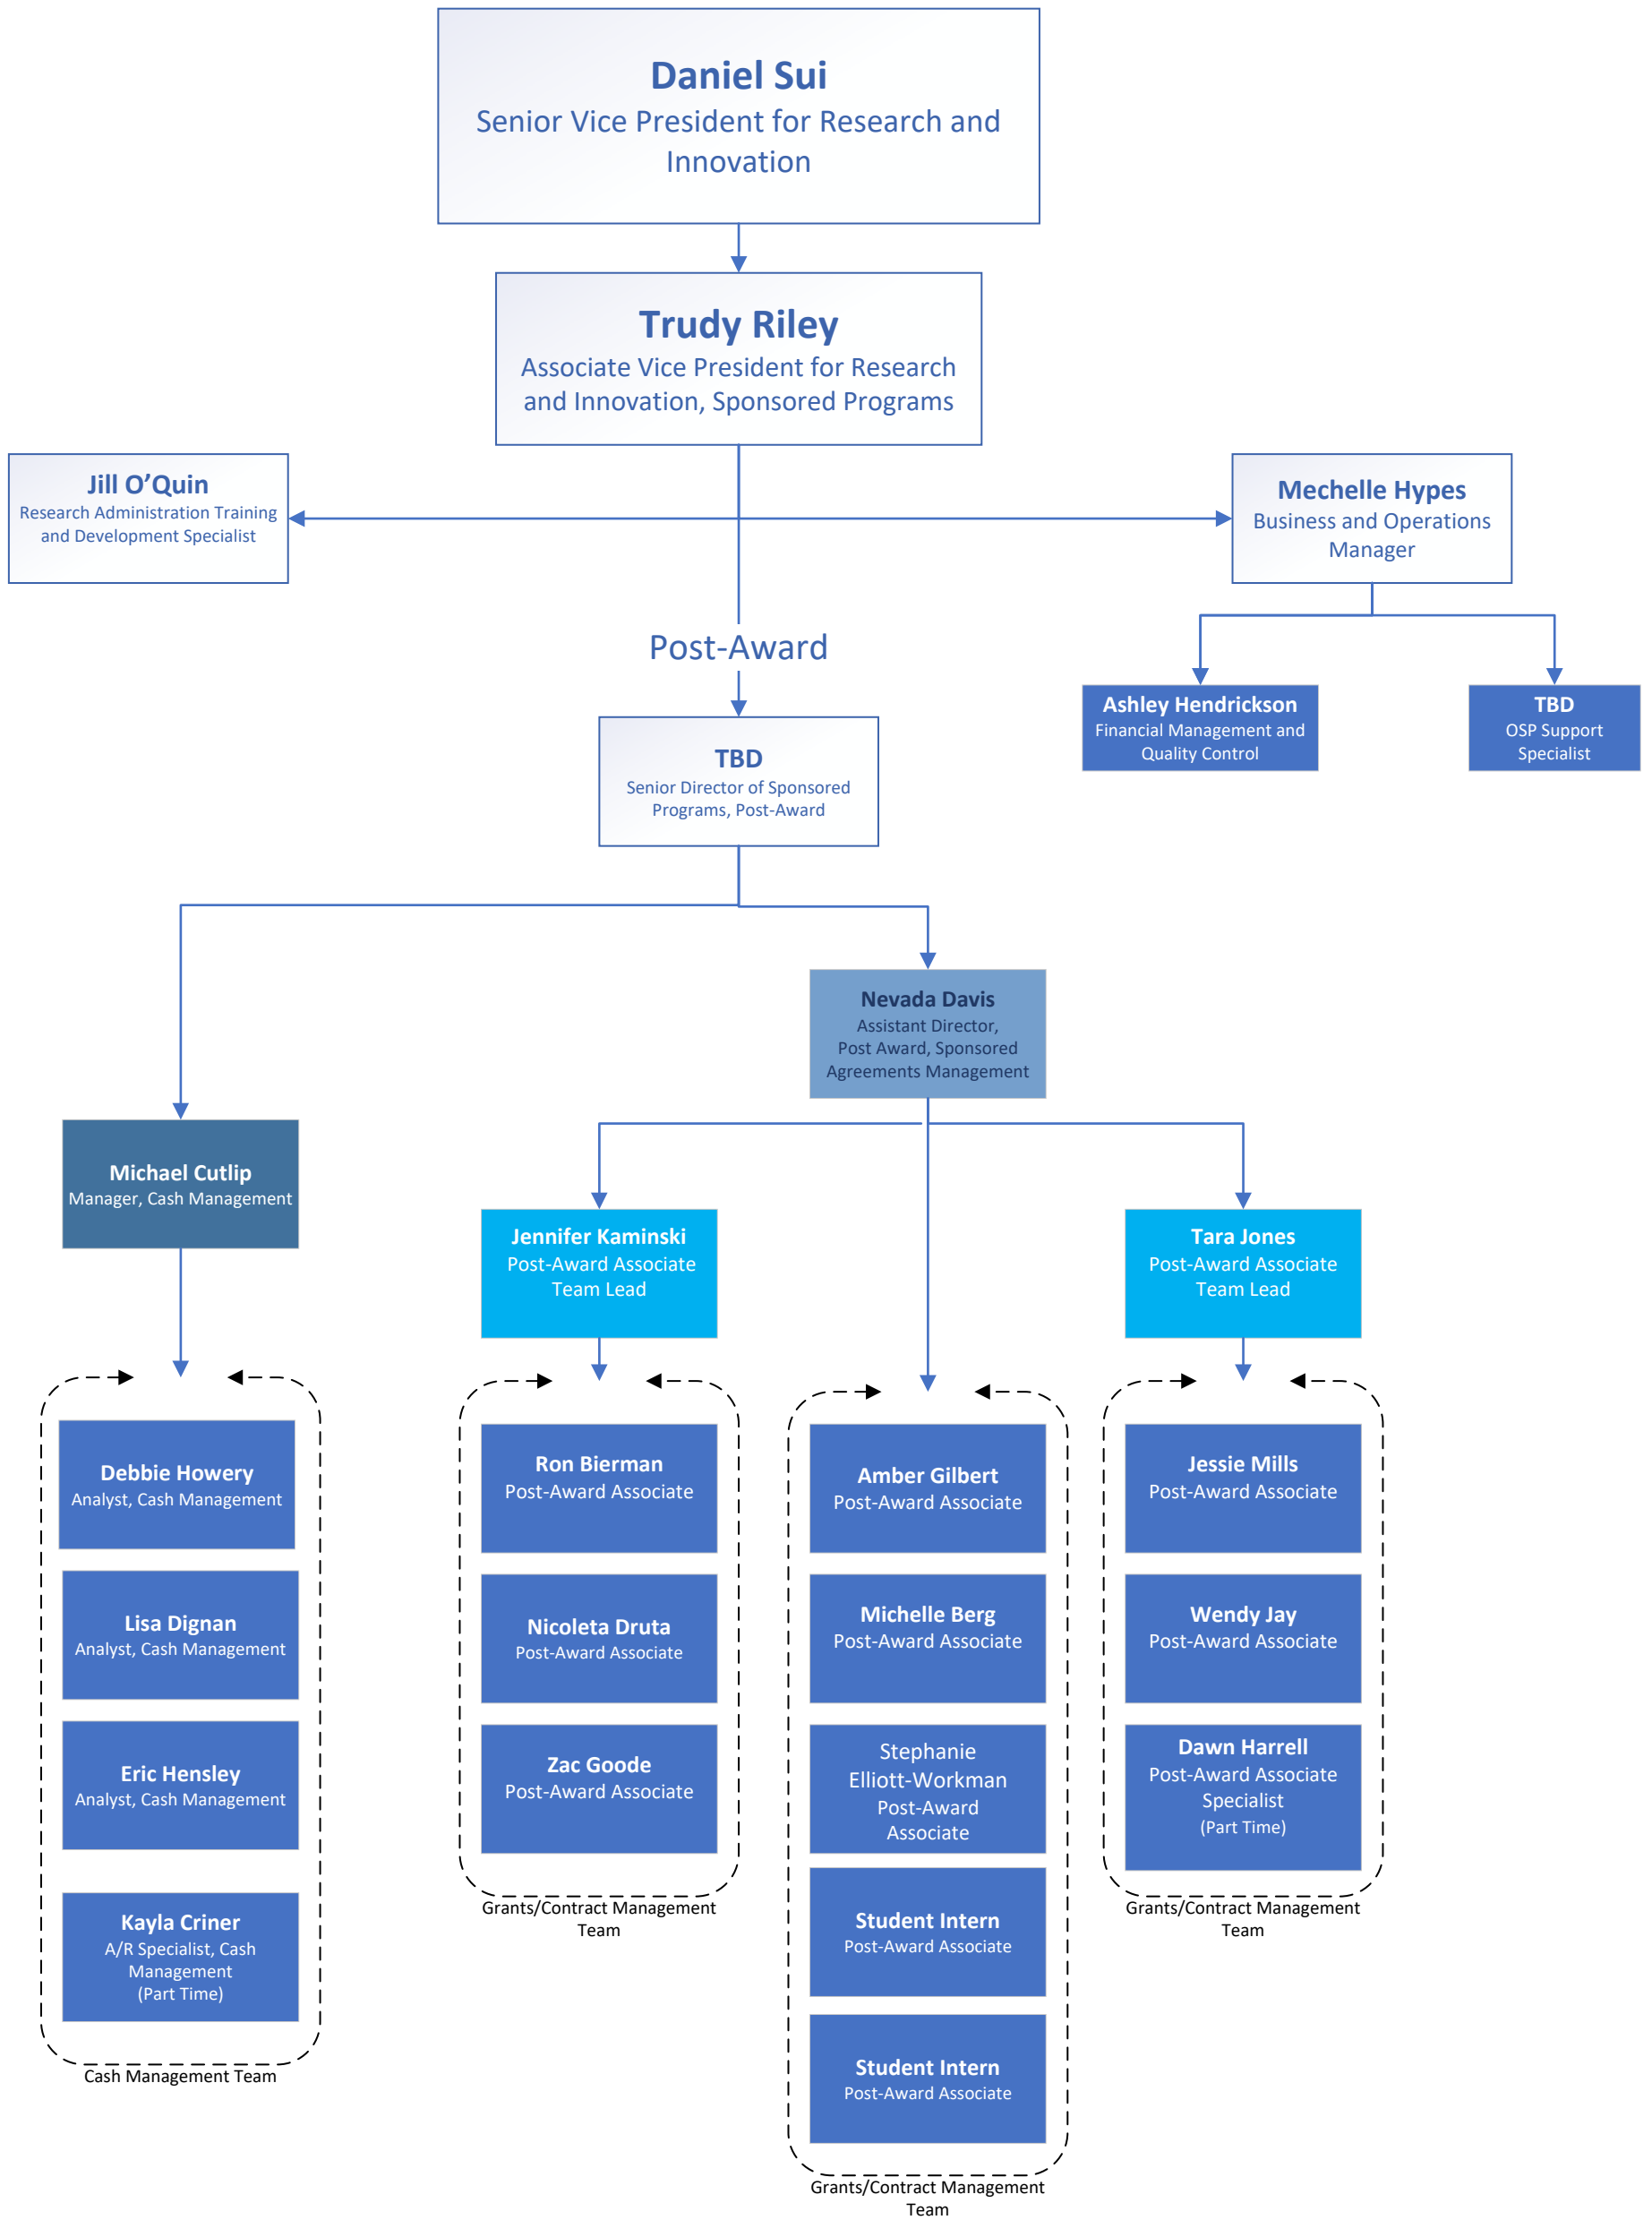 Daniel Sui
Senior Vice President for Research and
Innovation
Trudy Riley
Associate Vice President for Research
and Innovation, Sponsored Programs
Jill O’Quin
Research Administration Training
and Development Specialist
Mechelle Hypes
Business and Operations
Manager
Post-Award
Ashley Hendrickson
Financial Management and
Quality Control
TBD
OSP Support
Specialist
TBD
Senior Director of Sponsored
Programs, Post-Award
Nevada Davis
Assistant Director,
Post Award, Sponsored
Agreements Management
Michael Cutlip
Manager, Cash Management
Jennifer Kaminski
Post-Award Associate
Team Lead
Tara Jones
Post-Award Associate
Team Lead
Debbie Howery
Analyst, Cash Management
Lisa Dignan
Analyst, Cash Management
Eric Hensley
Analyst, Cash Management
Kayla Criner
A/R Specialist, Cash
Management
(Part Time)
Cash Management Team
Ron Bierman
Post-Award Associate
Nicoleta Druta
Post-Award Associate
Zac Goode
Post-Award Associate
Grants/Contract Management
Team
Amber Gilbert
Post-Award Associate
Michelle Berg
Post-Award Associate
Stephanie
Elliott-Workman
Post-Award
Associate
Student Intern
Post-Award Associate
Student Intern
Post-Award Associate
Grants/Contract Management
Team
Jessie Mills
Post-Award Associate
Wendy Jay
Post-Award Associate
Dawn Harrell
Post-Award Associate
Specialist
(Part Time)
Grants/Contract Management
Team